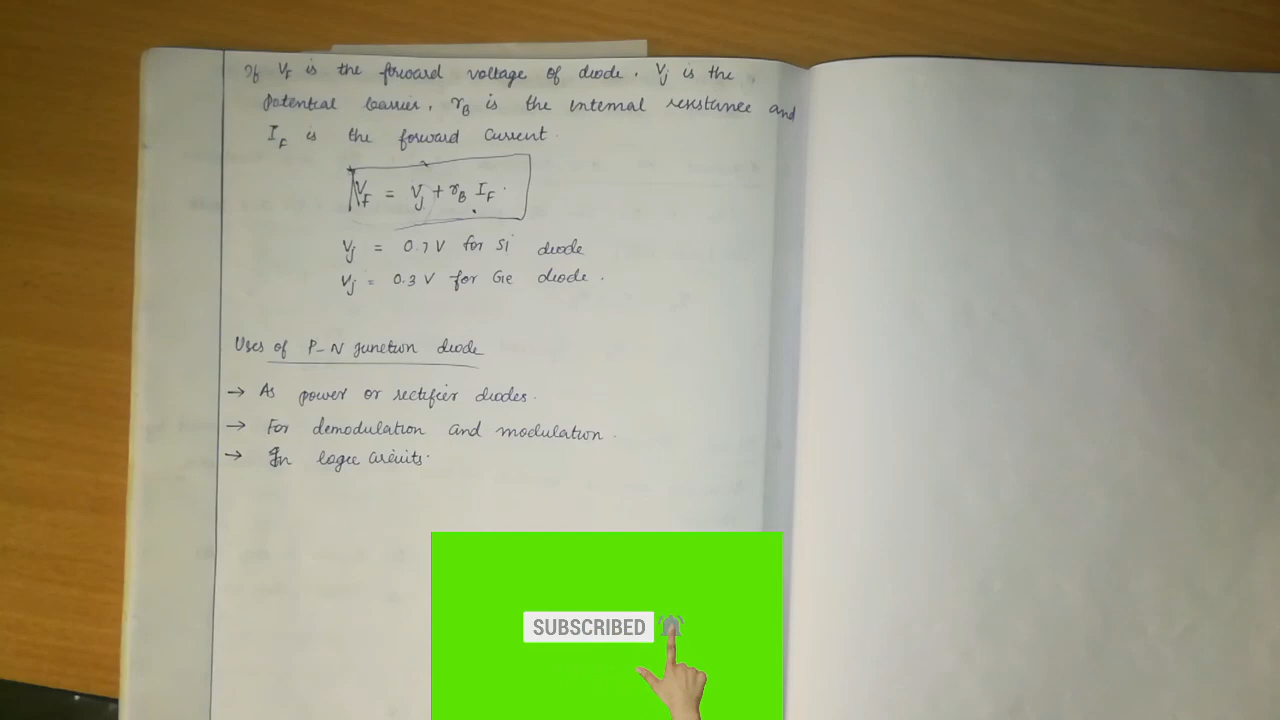 If VF is the forward voltage of diode. Vj is the
potential barrier, rB is the internal resistance and
IF is the forward current.
VF = Vj + rB IF.
Vj = 0.7 V for Si diode
Vj = 0.3 V for Ge diode.
Uses of P-N junction diode
→ As power or rectifier diodes.
→ For demodulation and modulation.
→ In logic circuits.
SUBSCRIBED